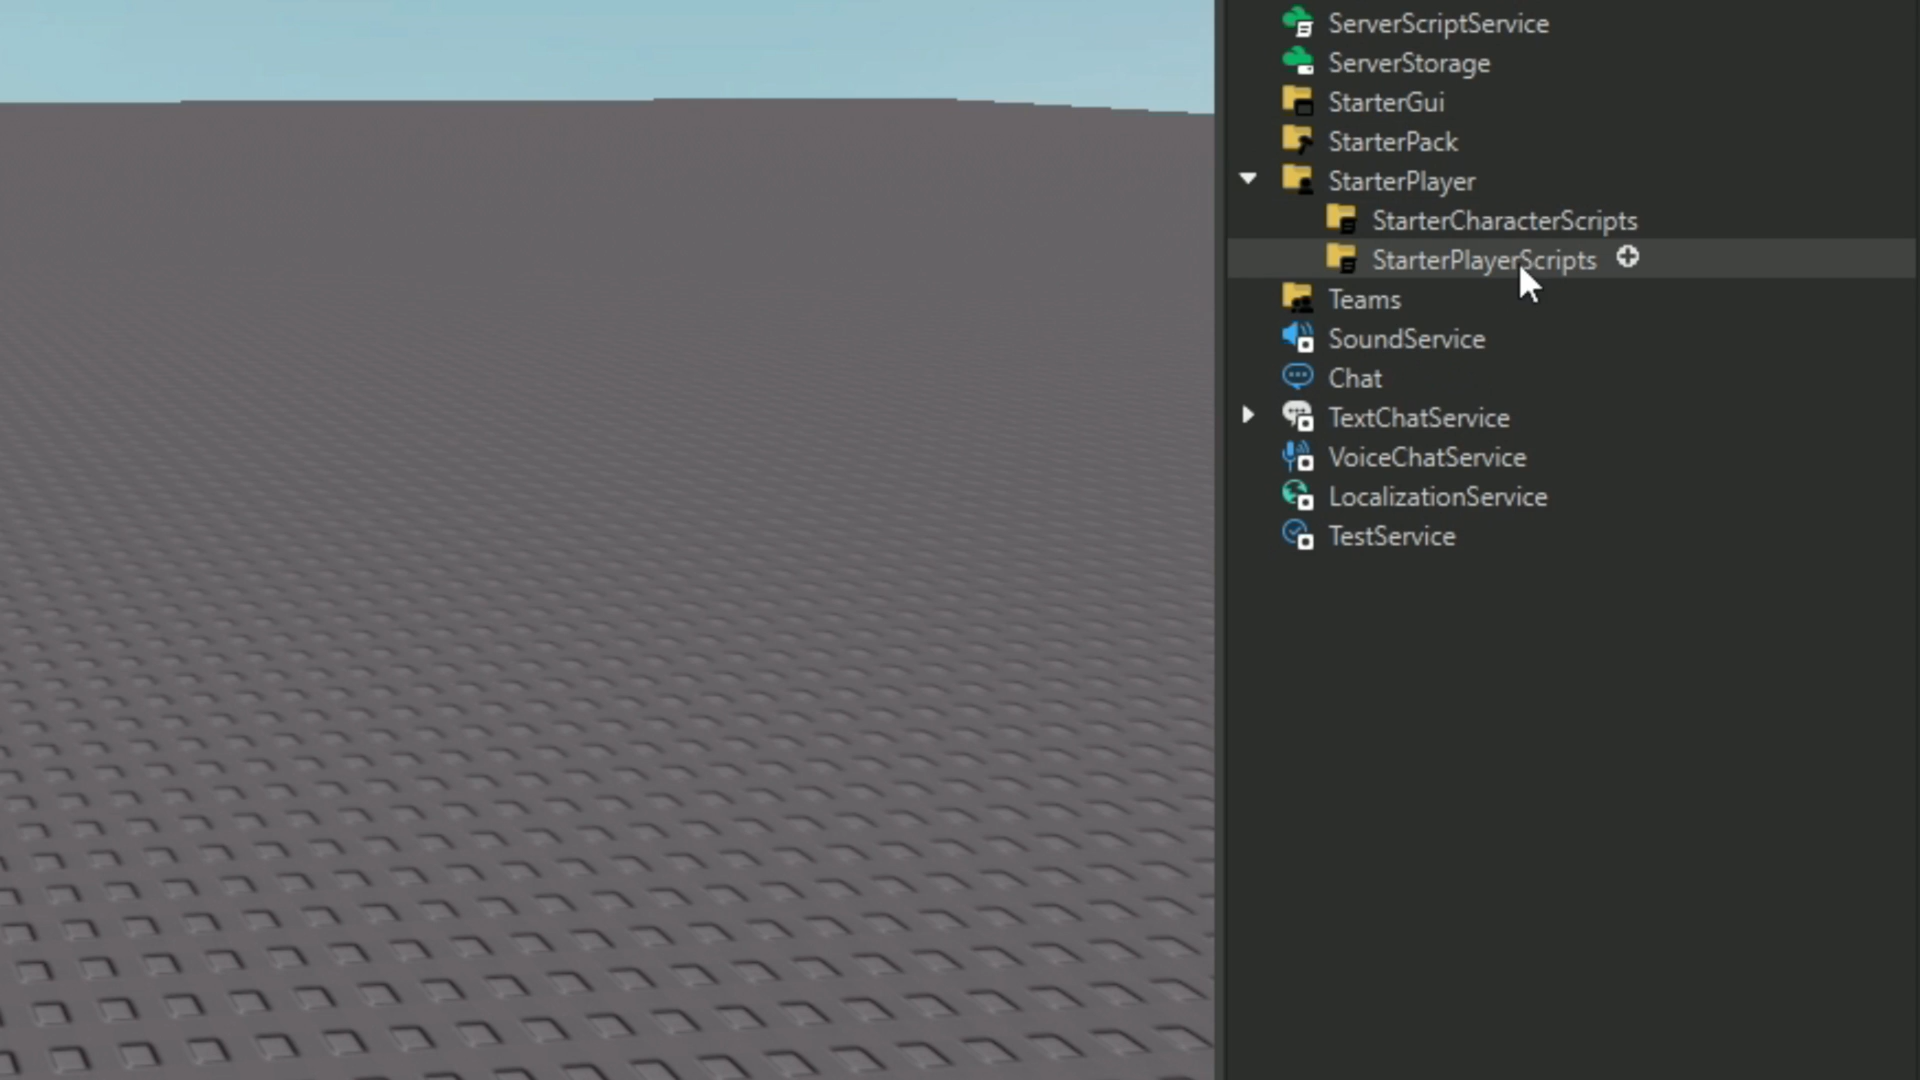 ServerScriptService
ServerStorage
StarterGui
StarterPack
StarterPlayer
StarterCharacterScripts
StarterPlayerScripts
Teams
SoundService
Chat
TextChatService
VoiceChatService
LocalizationService
TestService